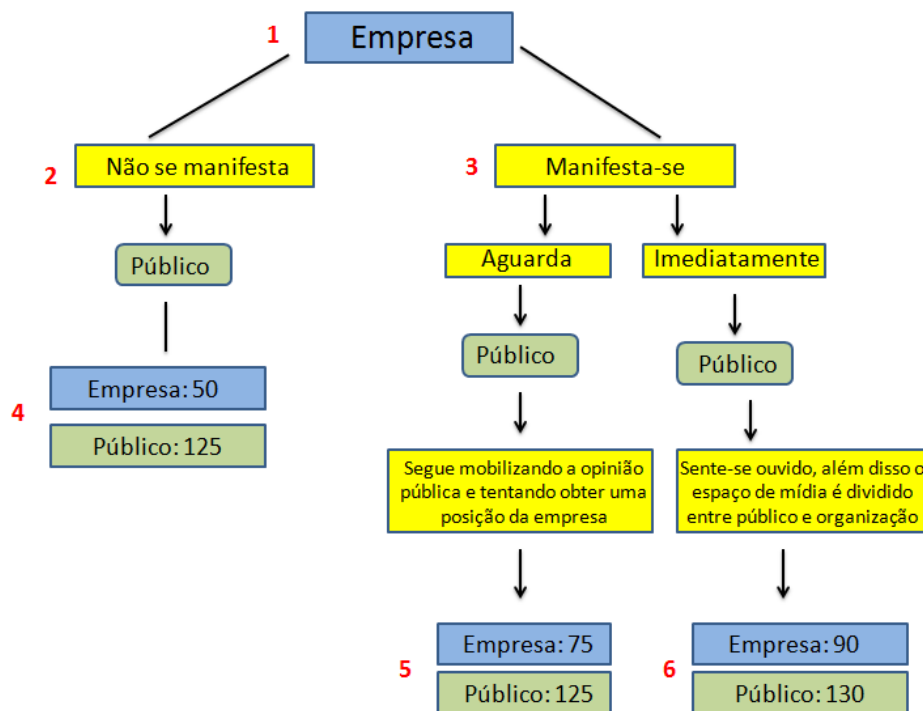 1
Empresa
2
Não se manifesta
3
Manifesta-se
Público
Aguarda
Imediatamente
Público
Público
4
Empresa: 50
Público: 125
Segue mobilizando a opinião
pública e tentando obter uma
posição da empresa
Sente-se ouvido, além disso o
espaço de mídia é dividido
entre público e organização
5
Empresa: 75
Público: 125
6
Empresa: 90
Público: 130